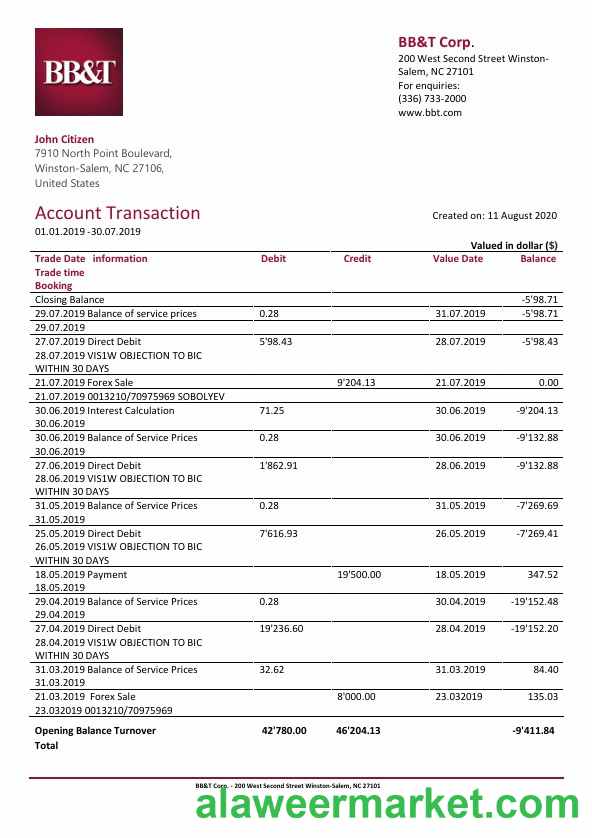 BB&T
BB&T Corp.
200 West Second Street Winston-
Salem, NC 27101
For enquiries:
(336) 733-2000
www.bbt.com
John Citizen
7910 North Point Boulevard,
Winston-Salem, NC 27106,
United States
Account Transaction
Created on: 11 August 2020
01.01.2019 -30.07.2019
Valued in dollar ($)
Trade Date information Debit Credit Value Date Balance
Trade time
Booking
Closing Balance -5'98.71
29.07.2019 Balance of service prices 0.28 31.07.2019 -5'98.71
29.07.2019
27.07.2019 Direct Debit 5'98.43 28.07.2019 -5'98.43
28.07.2019 VIS1W OBJECTION TO BIC
WITHIN 30 DAYS
21.07.2019 Forex Sale 9'204.13 21.07.2019 0.00
21.07.2019 0013210/70975969 SOBOLYEV
30.06.2019 Interest Calculation 71.25 30.06.2019 -9'204.13
30.06.2019
30.06.2019 Balance of Service Prices 0.28 30.06.2019 -9'132.88
30.06.2019
27.06.2019 Direct Debit 1'862.91 28.06.2019 -9'132.88
28.06.2019 VIS1W OBJECTION TO BIC
WITHIN 30 DAYS
31.05.2019 Balance of Service Prices 0.28 31.05.2019 -7'269.69
31.05.2019
25.05.2019 Direct Debit 7'616.93 26.05.2019 -7'269.41
26.05.2019 VIS1W OBJECTION TO BIC
WITHIN 30 DAYS
18.05.2019 Payment 19'500.00 18.05.2019 347.52
18.05.2019
29.04.2019 Balance of Service Prices 0.28 30.04.2019 -19'152.48
29.04.2019
27.04.2019 Direct Debit 19'236.60 28.04.2019 -19'152.20
28.04.2019 VIS1W OBJECTION TO BIC
WITHIN 30 DAYS
31.03.2019 Balance of Service Prices 32.62 31.03.2019 84.40
31.03.2019
21.03.2019 Forex Sale 8'000.00 23.032019 135.03
23.032019 0013210/70975969
Opening Balance Turnover 42'780.00 46'204.13 -9'411.84
Total
BB&T Corp. - 200 West Second Street Winston-Salem, NC 27101
alaweermarket.com